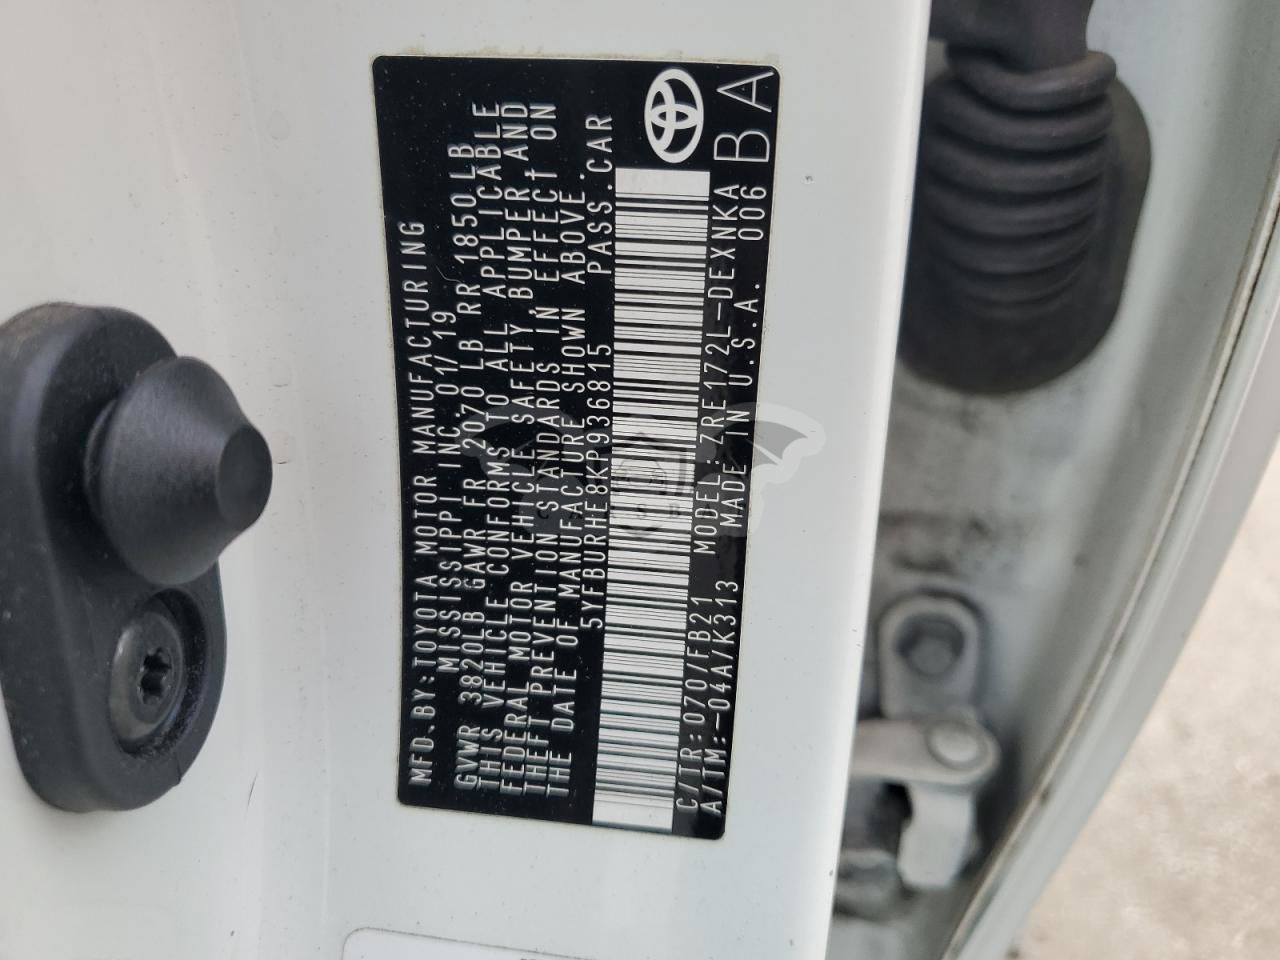 MFD.BY:TOYOTA MOTOR MANUFACTURING
MISSISSIPPI INC. 01/19
GVWR 3820LB GAWR FR 2070 LB RR 1850LB
THIS VEHICLE CONFORMS TO ALL APPLICABLE
FEDERAL MOTOR VEHICLE SAFETY, BUMPER AND
THEFT PREVENTION STANDARDS IN EFFECT ON
THE DATE OF MANUFACTURE SHOWN ABOVE.
5YFBURHE8KP936815 PASS.CAR
C/TR:070/FB21 MODEL:ZRE172L-DEXNKA
A/TM:-04A/K313 MADE IN U.S.A. 006
BA